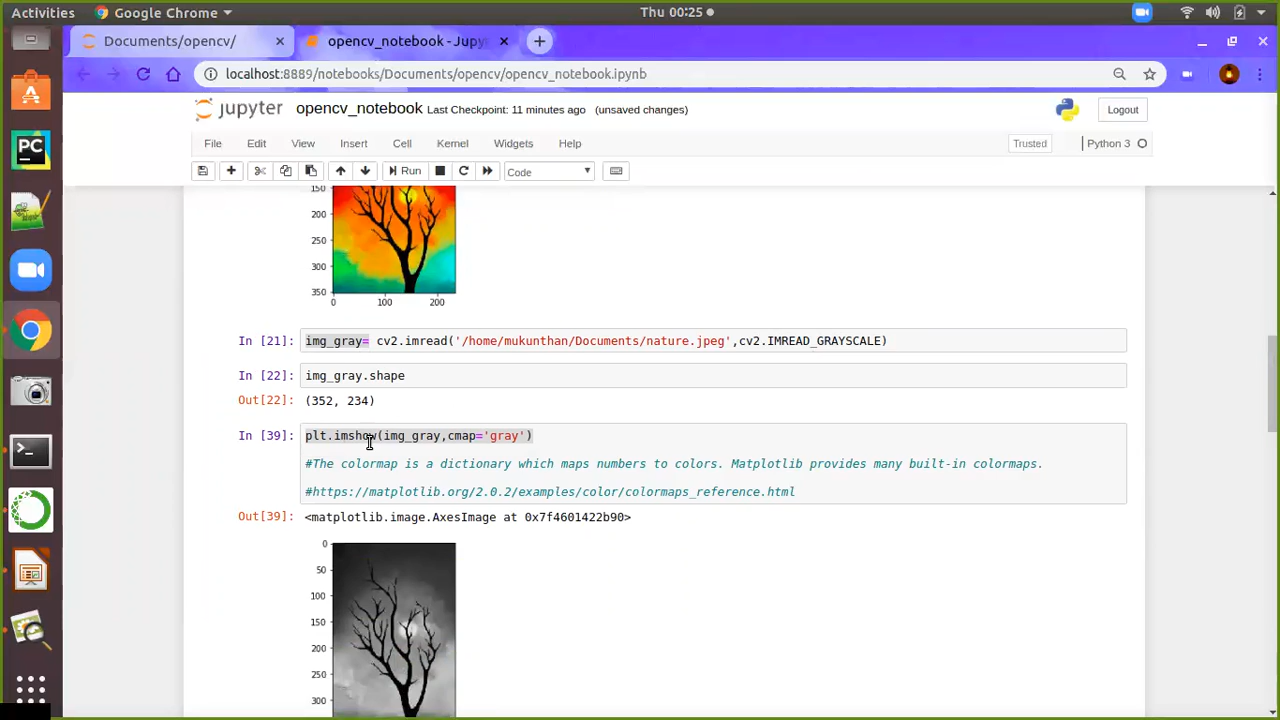 Activities
Google Chrome
Thu 00:25
Documents/opencv/
opencv_notebook - Jupy
localhost:8889/notebooks/Documents/opencv/opencv_notebook.ipynb
jupyter
opencv_notebook Last Checkpoint: 11 minutes ago (unsaved changes)
Logout
File Edit View Insert Cell Kernel Widgets Help
Trusted
Python 3
Run
Code
150
200
250
300
350
0 100 200
In [21]: img_gray= cv2.imread('/home/mukunthan/Documents/nature.jpeg',cv2.IMREAD_GRAYSCALE)
In [22]: img_gray.shape
Out[22]: (352, 234)
In [39]: plt.imshow(img_gray,cmap='gray')
#The colormap is a dictionary which maps numbers to colors. Matplotlib provides many built-in colormaps.
#https://matplotlib.org/2.0.2/examples/color/colormaps_reference.html
Out[39]: <matplotlib.image.AxesImage at 0x7f4601422b90>
0
50
100
150
200
250
300
PC